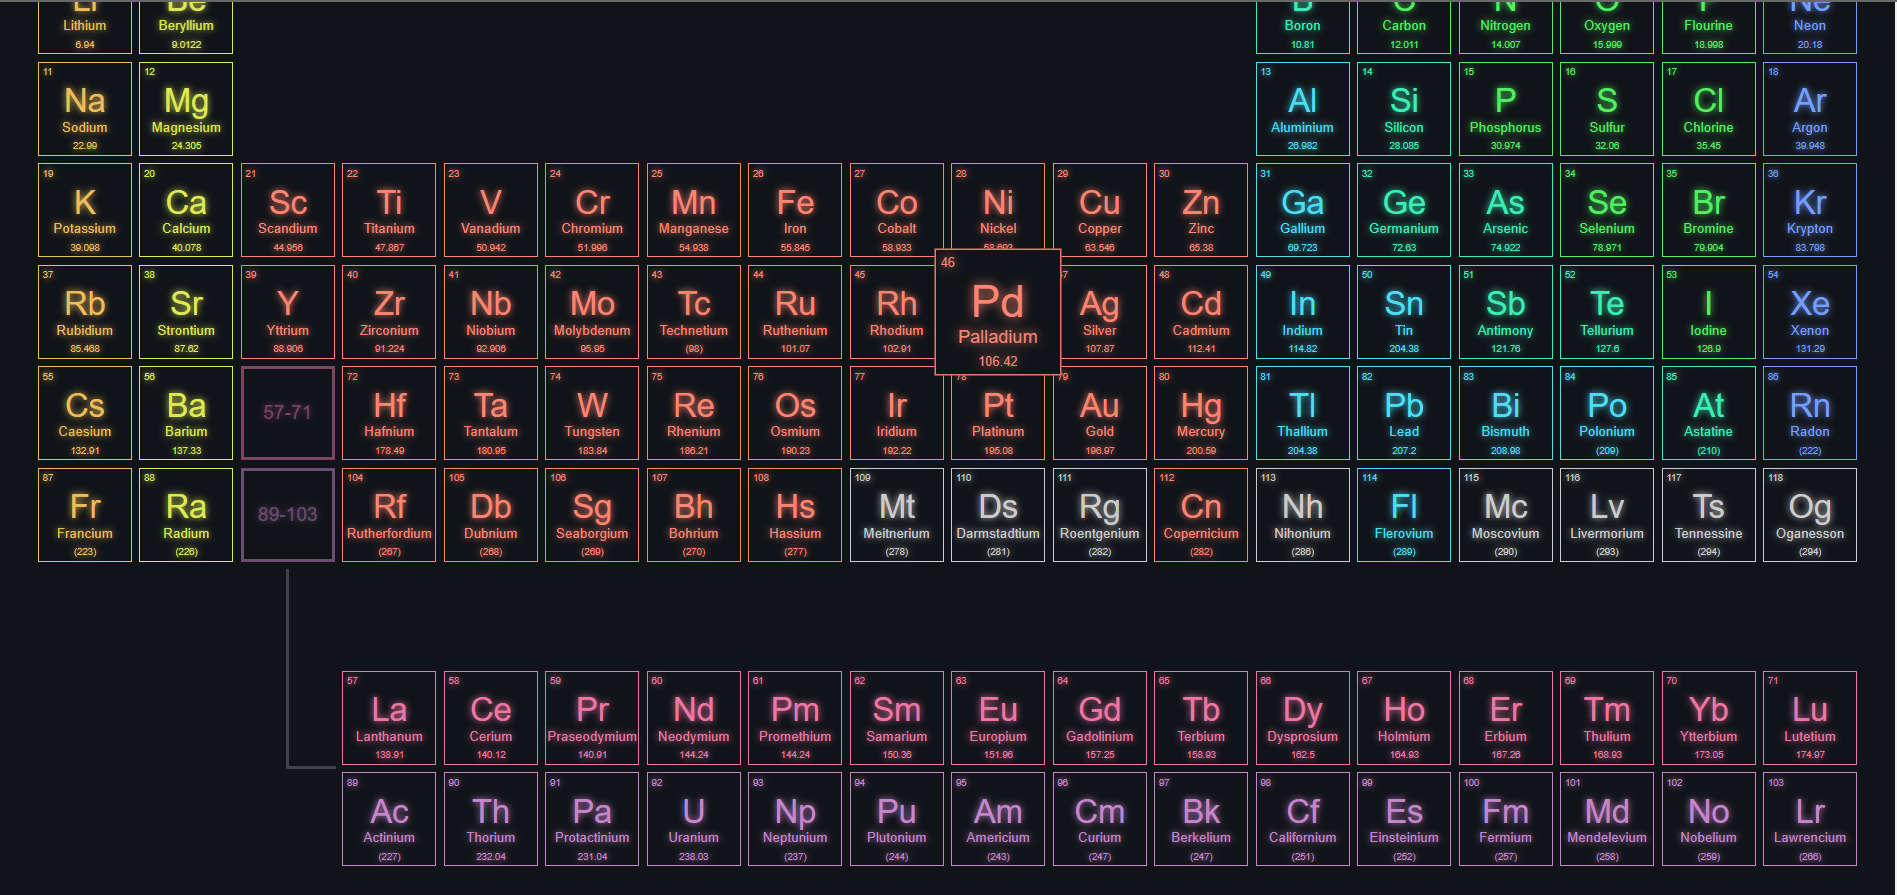 Li Be B C N O F Ne
Lithium Beryllium Boron Carbon Nitrogen Oxygen Flourine Neon
6.94 9.0122 10.81 12.011 14.007 15.999 18.998 20.18
11 12 13 14 15 16 17 18
Na Mg Al Si P S Cl Ar
Sodium Magnesium Aluminium Silicon Phosphorus Sulfur Chlorine Argon
22.99 24.305 26.982 28.085 30.974 32.06 35.45 39.948
19 20 21 22 23 24 25 26 27 28 29 30 31 32 33 34 35 36
K Ca Sc Ti V Cr Mn Fe Co Ni Cu Zn Ga Ge As Se Br Kr
Potassium Calcium Scandium Titanium Vanadium Chromium Manganese Iron Cobalt Nickel Copper Zinc Gallium Germanium Arsenic Selenium Bromine Krypton
39.098 40.078 44.956 47.867 50.942 51.996 54.938 55.845 58.933 58.693 63.546 65.38 69.723 72.63 74.922 78.971 79.904 83.798
37 38 39 40 41 42 43 44 45 46 48 49 50 51 52 53 54
Rb Sr Y Zr Nb Mo Tc Ru Rh Pd Ag Cd In Sn Sb Te I Xe
Rubidium Strontium Yttrium Zirconium Niobium Molybdenum Technetium Ruthenium Rhodium Palladium Silver Cadmium Indium Tin Antimony Tellurium Iodine Xenon
85.468 87.62 88.906 91.224 92.906 95.95 (98) 101.07 102.91 106.42 107.87 112.41 114.82 204.38 121.76 127.6 126.9 131.29
55 56 72 73 74 75 76 77 78 79 80 81 82 83 84 85 86
Cs Ba 57-71 Hf Ta W Re Os Ir Pt Au Hg Tl Pb Bi Po At Rn
Caesium Barium Hafnium Tantalum Tungsten Rhenium Osmium Iridium Platinum Gold Mercury Thallium Lead Bismuth Polonium Astatine Radon
132.91 137.33 178.49 180.95 183.84 186.21 190.23 192.22 195.08 196.97 200.59 204.38 207.2 208.98 (209) (210) (222)
87 88 104 105 106 107 108 109 110 111 112 113 114 115 116 117 118
Fr Ra 89-103 Rf Db Sg Bh Hs Mt Ds Rg Cn Nh Fl Mc Lv Ts Og
Francium Radium Rutherfordium Dubnium Seaborgium Bohrium Hassium Meitnerium Darmstadtium Roentgenium Copernicium Nihonium Flerovium Moscovium Livermorium Tennessine Oganesson
(223) (226) (267) (268) (269) (270) (277) (278) (281) (282) (282) (286) (289) (290) (293) (294) (294)
57 58 59 60 61 62 63 64 65 66 67 68 69 70 71
La Ce Pr Nd Pm Sm Eu Gd Tb Dy Ho Er Tm Yb Lu
Lanthanum Cerium Praseodymium Neodymium Promethium Samarium Europium Gadolinium Terbium Dysprosium Holmium Erbium Thulium Ytterbium Lutetium
138.91 140.12 140.91 144.24 144.24 150.36 151.96 157.25 158.93 162.5 164.93 167.26 168.93 173.05 174.97
89 90 91 92 93 94 95 96 97 98 99 100 101 102 103
Ac Th Pa U Np Pu Am Cm Bk Cf Es Fm Md No Lr
Actinium Thorium Protactinium Uranium Neptunium Plutonium Americium Curium Berkelium Californium Einsteinium Fermium Mendelevium Nobelium Lawrencium
(227) 232.04 231.04 238.03 (237) (244) (243) (247) (247) (251) (252) (257) (258) (259) (266)